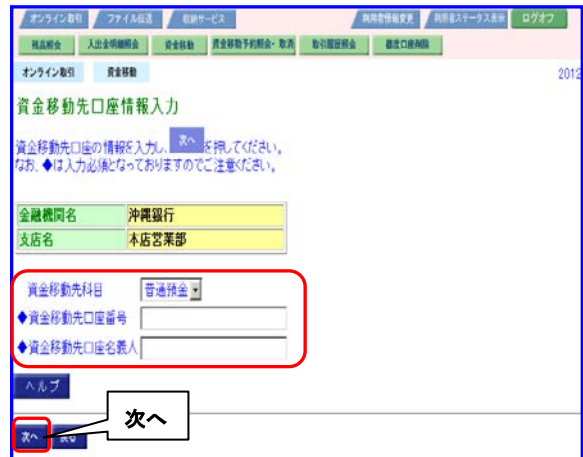 オンライン取引 ファイル伝送 収納サービス 利用者情報変更 利用者ステータス表示 ログオフ
残高照会 入出金明細照会 資金移動 資金移動予約照会・取消 取引履歴照会 都度口座削除
オンライン取引 資金移動 2012
資金移動先口座情報入力
資金移動先口座の情報を入力し、 次へ を押してください。
なお、◆は入力必須となっておりますのでご注意ください。
金融機関名 沖縄銀行
支店名 本店営業部
資金移動先科目 普通預金
◆資金移動先口座番号
◆資金移動先口座名義人
ヘルプ
次へ
次へ 戻る